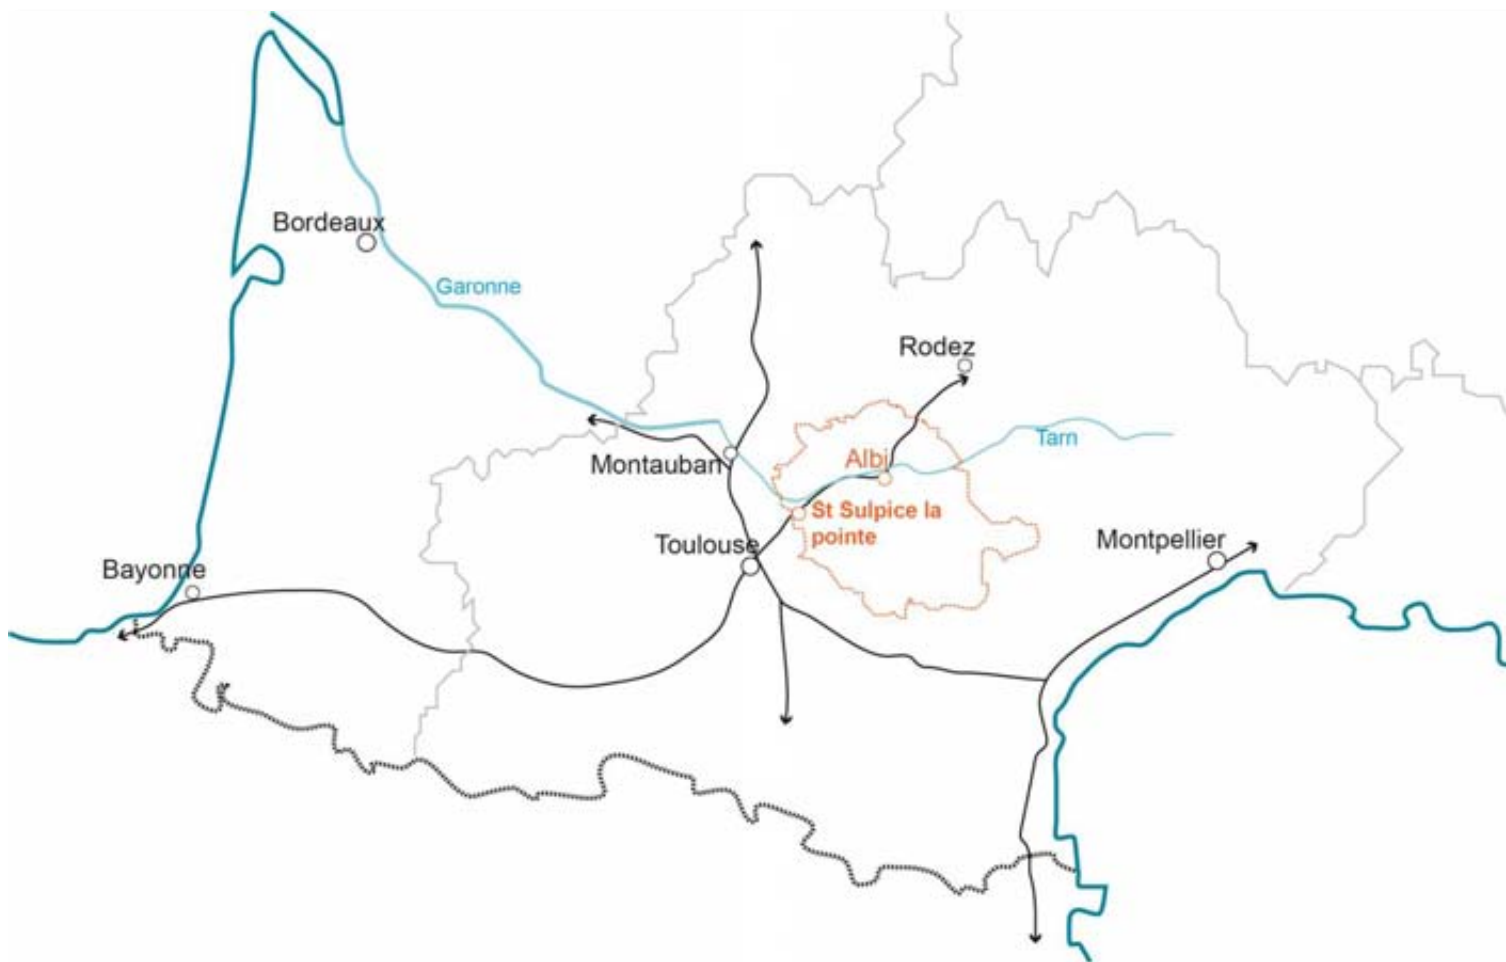 Bordeaux
Garonne
Rodez
Tarn
Albi
Montauban
St Sulpice la
pointe
Toulouse
Montpellier
Bayonne